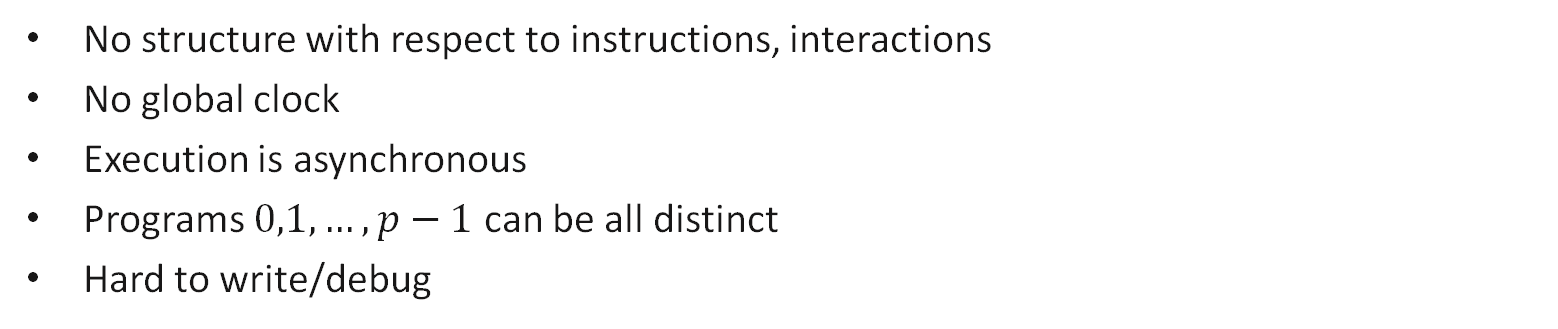 • No structure with respect to instructions, interactions
• No global clock
• Execution is asynchronous
• Programs 0,1, … , p − 1 can be all distinct
• Hard to write/debug